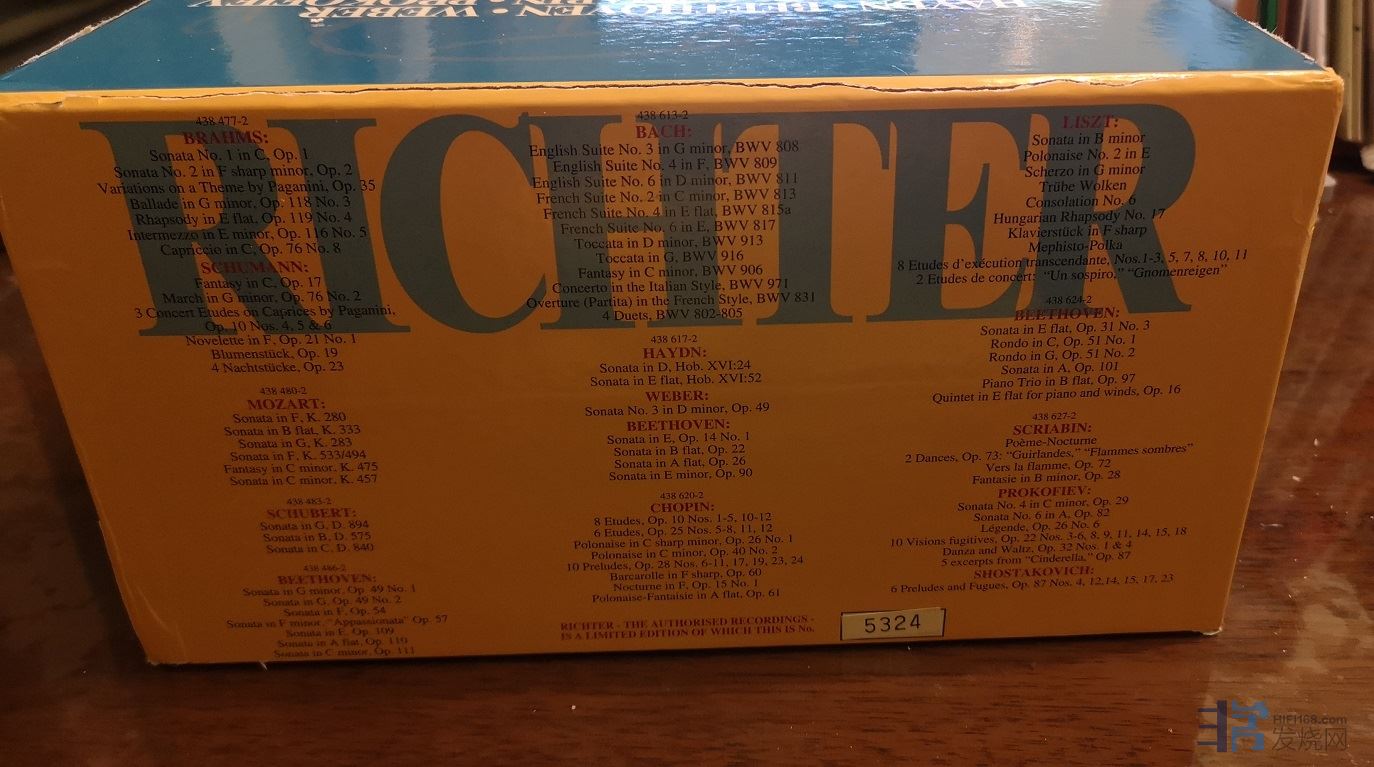 HAYDN · BEETHOVEN · WEBER
PROKOFIEV
RICHTER
438 477-2
BRAHMS:
Sonata No. 1 in C, Op. 1
Sonata No. 2 in F sharp minor, Op. 2
Variations on a Theme by Paganini, Op. 35
Ballade in G minor, Op. 118 No. 3
Rhapsody in E flat, Op. 119 No. 4
Intermezzo in E minor, Op. 116 No. 5
Capriccio in C, Op. 76 No. 8
SCHUMANN:
Fantasy in C, Op. 17
March in G minor, Op. 76 No. 2
3 Concert Etudes on Caprices by Paganini,
Op. 10 Nos. 4, 5 & 6
Novelette in F, Op. 21 No. 1
Blumenstück, Op. 19
4 Nachtstücke, Op. 23
438 480-2
MOZART:
Sonata in F, K. 280
Sonata in B flat, K. 333
Sonata in G, K. 283
Sonata in F, K. 533/494
Fantasy in C minor, K. 475
Sonata in C minor, K. 457
438 483-2
SCHUBERT:
Sonata in G, D. 894
Sonata in B, D. 575
Sonata in C, D. 840
438 486-2
BEETHOVEN:
Sonata in G minor, Op. 49 No. 1
Sonata in G, Op. 49 No. 2
Sonata in F, Op. 54
Sonata in F minor, "Appassionata" Op. 57
Sonata in E, Op. 109
Sonata in A flat, Op. 110
Sonata in C minor, Op. 111
438 613-2
BACH:
English Suite No. 3 in G minor, BWV 808
English Suite No. 4 in F, BWV 809
English Suite No. 6 in D minor, BWV 811
French Suite No. 2 in C minor, BWV 813
French Suite No. 4 in E flat, BWV 815a
French Suite No. 6 in E, BWV 817
Toccata in D minor, BWV 913
Toccata in G, BWV 916
Fantasy in C minor, BWV 906
Concerto in the Italian Style, BWV 971
Overture (Partita) in the French Style, BWV 831
4 Duets, BWV 802-805
438 617-2
HAYDN:
Sonata in D, Hob. XVI:24
Sonata in E flat, Hob. XVI:52
WEBER:
Sonata No. 3 in D minor, Op. 49
BEETHOVEN:
Sonata in E, Op. 14 No. 1
Sonata in B flat, Op. 22
Sonata in A flat, Op. 26
Sonata in E minor, Op. 90
438 620-2
CHOPIN:
8 Etudes, Op. 10 Nos. 1-5, 10-12
6 Etudes, Op. 25 Nos. 5-8, 11, 12
Polonaise in C sharp minor, Op. 26 No. 1
Polonaise in C minor, Op. 40 No. 2
10 Preludes, Op. 28 Nos. 6-11, 17, 19, 23, 24
Barcarolle in F sharp, Op. 60
Nocturne in F, Op. 15 No. 1
Polonaise-Fantaisie in A flat, Op. 61
RICHTER - THE AUTHORISED RECORDINGS -
IS A LIMITED EDITION OF WHICH THIS IS No.
5324
LISZT:
Sonata in B minor
Polonaise No. 2 in E
Scherzo in G minor
Trübe Wolken
Consolation No. 6
Hungarian Rhapsody No. 17
Klavierstück in F sharp
Mephisto-Polka
8 Etudes d'exécution transcendante, Nos.1-3, 5, 7, 8, 10, 11
2 Etudes de concert: "Un sospiro," "Gnomenreigen"
438 624-2
BEETHOVEN:
Sonata in E flat, Op. 31 No. 3
Rondo in C, Op. 51 No. 1
Rondo in G, Op. 51 No. 2
Sonata in A, Op. 101
Piano Trio in B flat, Op. 97
Quintet in E flat for piano and winds, Op. 16
438 627-2
SCRIABIN:
Poème-Nocturne
2 Dances, Op. 73: "Guirlandes," "Flammes sombres"
Vers la flamme, Op. 72
Fantasie in B minor, Op. 28
PROKOFIEV:
Sonata No. 4 in C minor, Op. 29
Sonata No. 6 in A, Op. 82
Légende, Op. 26 No. 6
10 Visions fugitives, Op. 22 Nos. 3-6, 8, 9, 11, 14, 15, 18
Danza and Waltz, Op. 32 Nos. 1 & 4
5 excerpts from "Cinderella," Op. 87
SHOSTAKOVICH:
6 Preludes and Fugues, Op. 87 Nos. 4, 12,14, 15, 17, 23
HIFI168.com
发烧网